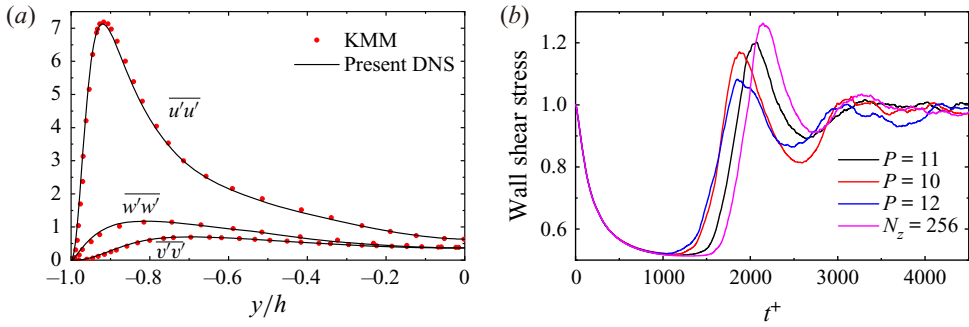 (a)
7
6
5
4
3
2
1
0
−1.0
−0.8
−0.6
−0.4
−0.2
0
y/h
KMM
Present DNS
u′u′
w′w′
v′v′
(b)
Wall shear stress
1.2
1.0
0.8
0.6
0
1000
2000
3000
4000
t+
P = 11
P = 10
P = 12
Nz = 256